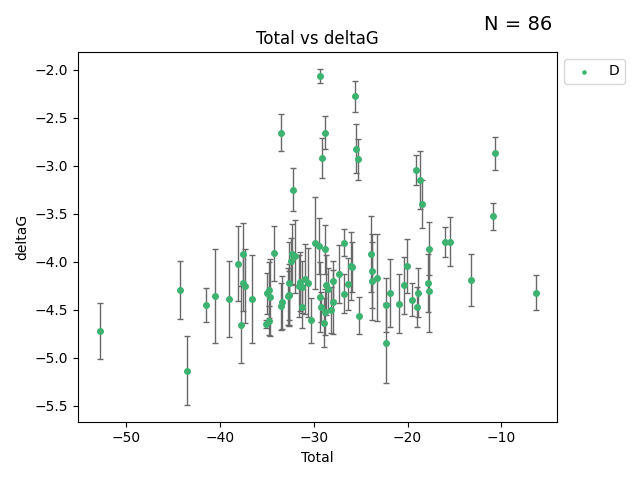 N = 86
Total vs deltaG
D
deltaG
−2.0
−2.5
−3.0
−3.5
−4.0
−4.5
−5.0
−5.5
−50 −40 −30 −20 −10
Total